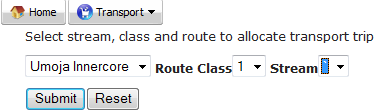 Home Transport
Select stream, class and route to allocate transport trip
Umoja Innercore Route Class 1 Stream
Submit Reset